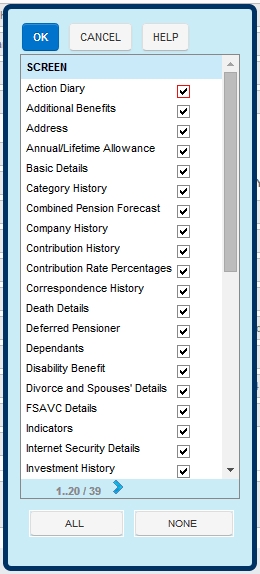 OK CANCEL HELP
SCREEN
Action Diary
Additional Benefits
Address
Annual/Lifetime Allowance
Basic Details
Category History
Combined Pension Forecast
Company History
Contribution History
Contribution Rate Percentages
Correspondence History
Death Details
Deferred Pensioner
Dependants
Disability Benefit
Divorce and Spouses' Details
FSAVC Details
Indicators
Internet Security Details
Investment History
1..20 / 39
ALL NONE